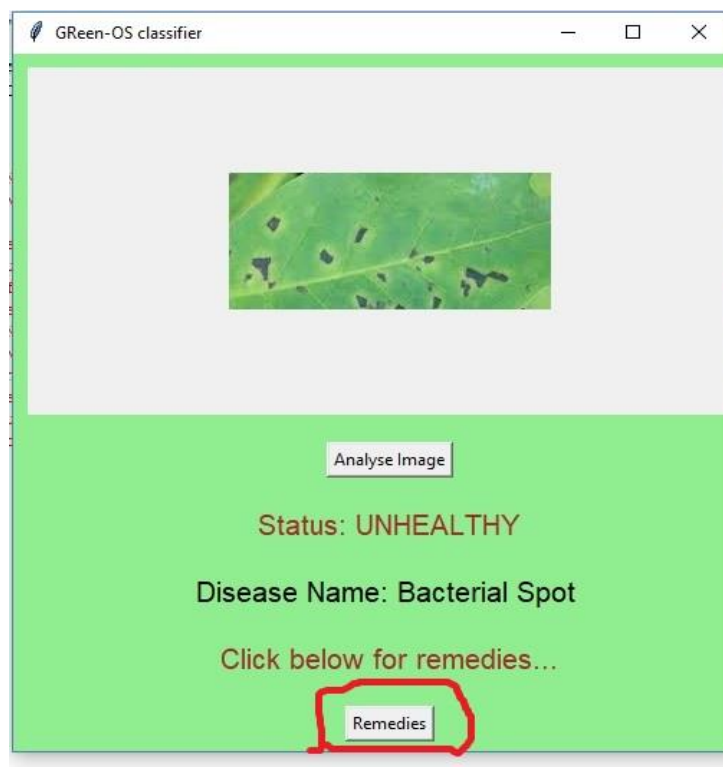 GReen-OS classifier
Analyse Image
Status: UNHEALTHY
Disease Name: Bacterial Spot
Click below for remedies...
Remedies